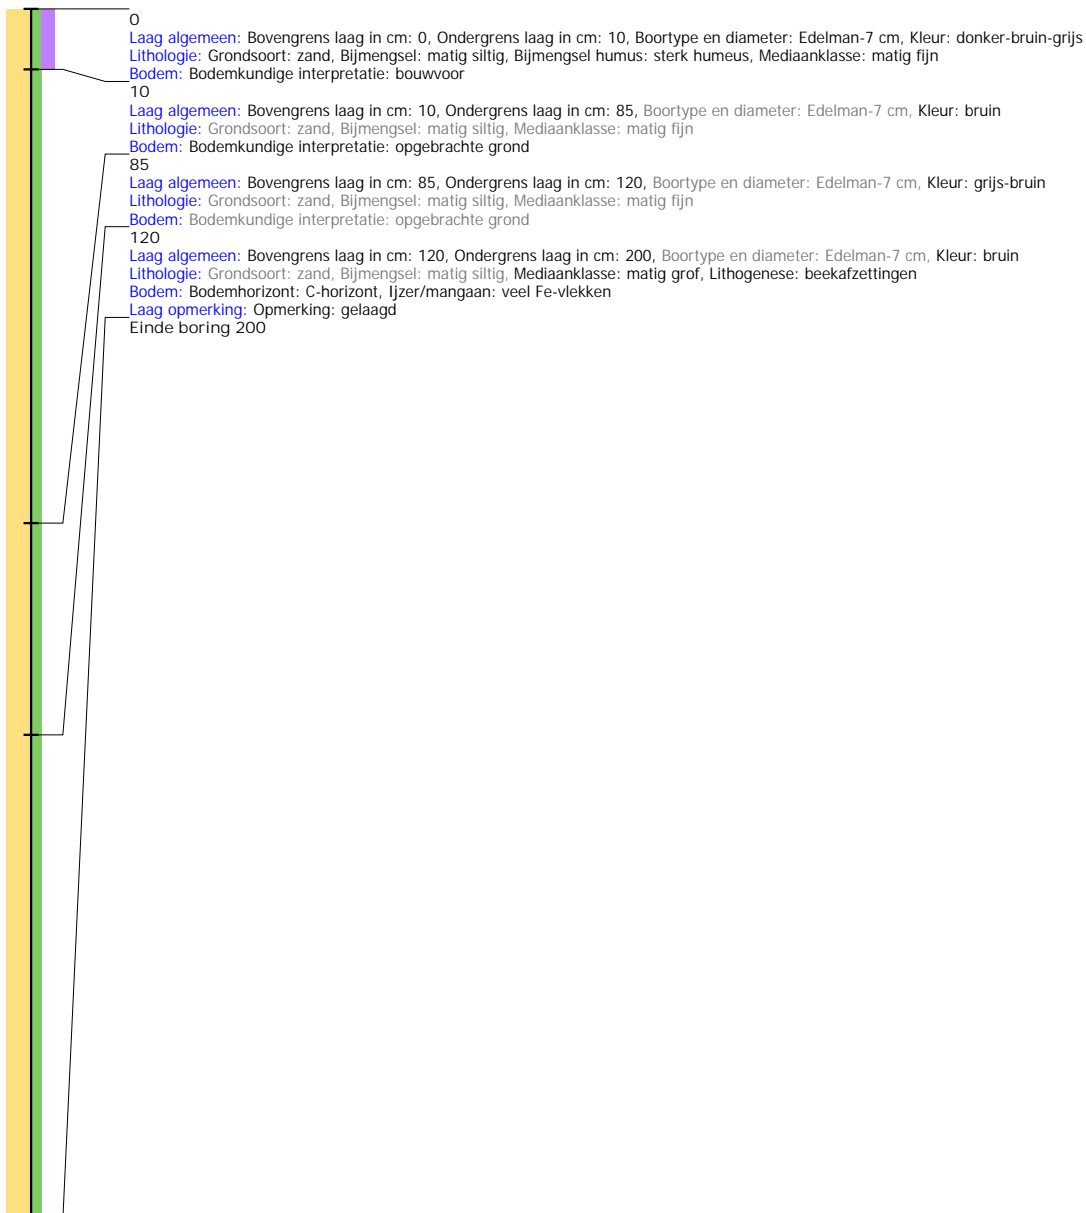 0
Laag algemeen: Bovengrens laag in cm: 0, Ondergrens laag in cm: 10, Boortype en diameter: Edelman-7 cm, Kleur: donker-bruin-grijs
Lithologie: Grondsoort: zand, Bijmengsel: matig siltig, Bijmengsel humus: sterk humeus, Mediaanklasse: matig fijn
Bodem: Bodemkundige interpretatie: bouwvoor
10
Laag algemeen: Bovengrens laag in cm: 10, Ondergrens laag in cm: 85, Boortype en diameter: Edelman-7 cm, Kleur: bruin
Lithologie: Grondsoort: zand, Bijmengsel: matig siltig, Mediaanklasse: matig fijn
Bodem: Bodemkundige interpretatie: opgebrachte grond
85
Laag algemeen: Bovengrens laag in cm: 85, Ondergrens laag in cm: 120, Boortype en diameter: Edelman-7 cm, Kleur: grijs-bruin
Lithologie: Grondsoort: zand, Bijmengsel: matig siltig, Mediaanklasse: matig fijn
Bodem: Bodemkundige interpretatie: opgebrachte grond
120
Laag algemeen: Bovengrens laag in cm: 120, Ondergrens laag in cm: 200, Boortype en diameter: Edelman-7 cm, Kleur: bruin
Lithologie: Grondsoort: zand, Bijmengsel: matig siltig, Mediaanklasse: matig grof, Lithogenese: beekafzettingen
Bodem: Bodemhorizont: C-horizont, Ijzer/mangaan: veel Fe-vlekken
Laag opmerking: Opmerking: gelaagd
Einde boring 200